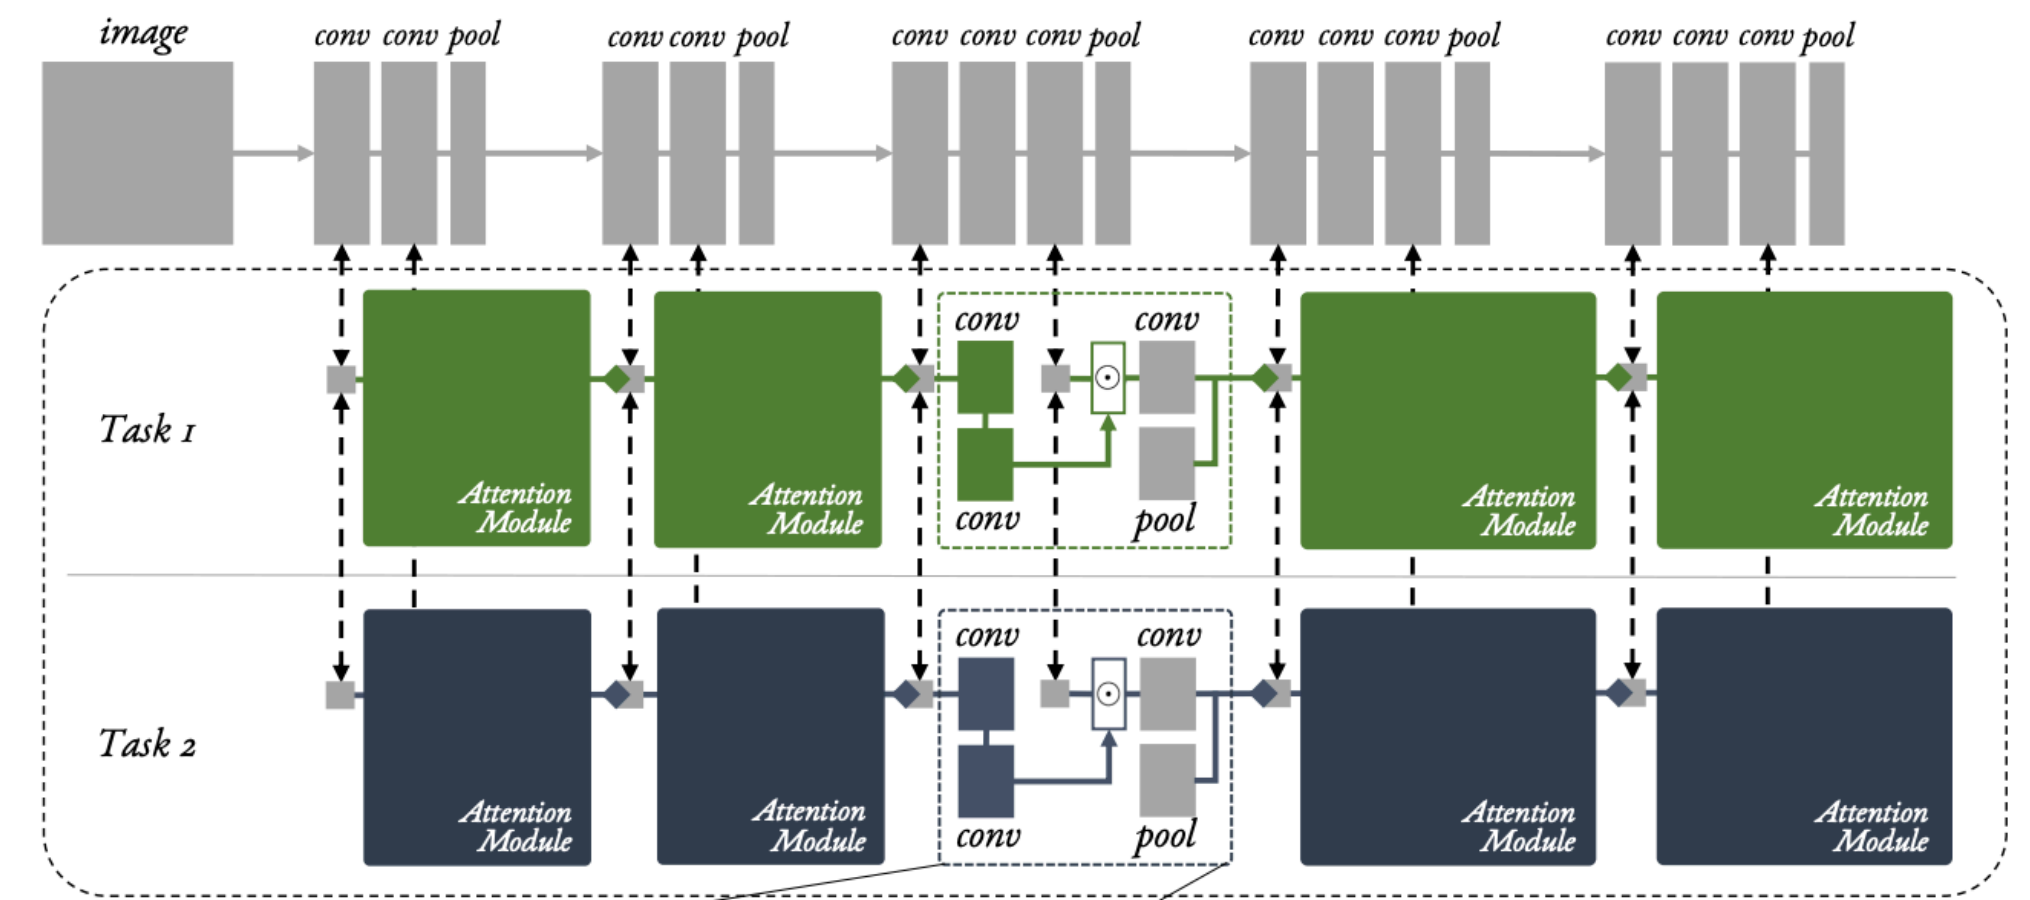 image
conv conv pool
conv conv pool
conv conv conv pool
conv conv conv pool
conv conv conv pool
Task 1
Attention
Module
Attention
Module
conv
conv
conv
pool
Attention
Module
Attention
Module
Task 2
Attention
Module
Attention
Module
conv
conv
conv
pool
Attention
Module
Attention
Module